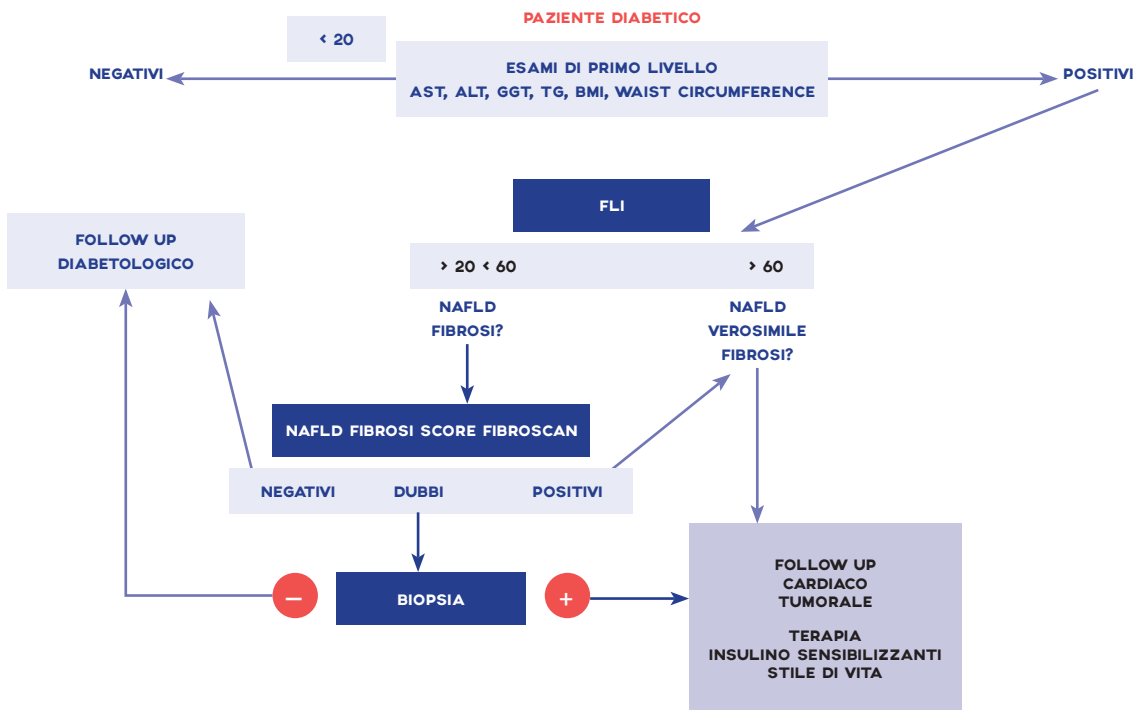 PAZIENTE DIABETICO
< 20
NEGATIVI
ESAMI DI PRIMO LIVELLO
AST, ALT, GGT, TG, BMI, WAIST CIRCUMFERENCE
POSITIVI
FLI
FOLLOW UP
DIABETOLOGICO
> 20 < 60
> 60
NAFLD
FIBROSI?
NAFLD
VEROSIMILE
FIBROSI?
NAFLD FIBROSI SCORE FIBROSCAN
NEGATIVI
DUBBI
POSITIVI
–
BIOPSIA
+
FOLLOW UP
CARDIACO
TUMORALE
TERAPIA
INSULINO SENSIBILIZZANTI
STILE DI VITA